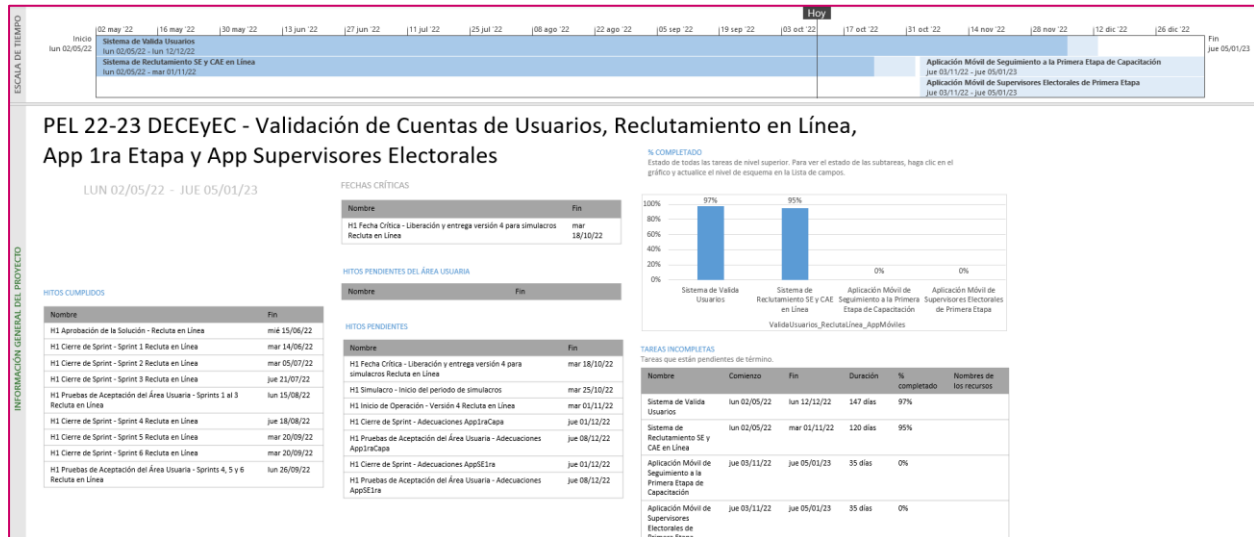 ESCALA DE TIEMPO
Hoy
Inicio
lun 02/05/22
02 may '22 |16 may '22 |30 may '22 |13 jun '22 |27 jun '22 |11 jul '22 |25 jul '22 |08 ago '22 |22 ago '22 |05 sep '22 |19 sep '22 |03 oct '22 |17 oct '22 |31 oct '22 |14 nov '22 |28 nov '22 |12 dic '22 |26 dic '22
Sistema de Valida Usuarios
lun 02/05/22 - lun 12/12/22
Sistema de Reclutamiento SE y CAE en Línea
lun 02/05/22 - mar 01/11/22
Aplicación Móvil de Seguimiento a la Primera Etapa de Capacitación
jue 03/11/22 - jue 05/01/23
Aplicación Móvil de Supervisores Electorales de Primera Etapa
jue 03/11/22 - jue 05/01/23
Fin
jue 05/01/23
INFORMACIÓN GENERAL DEL PROYECTO
PEL 22-23 DECEyEC - Validación de Cuentas de Usuarios, Reclutamiento en Línea,
App 1ra Etapa y App Supervisores Electorales
LUN 02/05/22 - JUE 05/01/23
HITOS CUMPLIDOS
Nombre Fin
H1 Aprobación de la Solución - Recluta en Línea mié 15/06/22
H1 Cierre de Sprint - Sprint 1 Recluta en Línea mar 14/06/22
H1 Cierre de Sprint - Sprint 2 Recluta en Línea mar 05/07/22
H1 Cierre de Sprint - Sprint 3 Recluta en Línea jue 21/07/22
H1 Pruebas de Aceptación del Área Usuaria - Sprints 1 al 3 lun 15/08/22
Recluta en Línea
H1 Cierre de Sprint - Sprint 4 Recluta en Línea jue 18/08/22
H1 Cierre de Sprint - Sprint 5 Recluta en Línea mar 20/09/22
H1 Cierre de Sprint - Sprint 6 Recluta en Línea mar 20/09/22
H1 Pruebas de Aceptación del Área Usuaria - Sprints 4, 5 y 6 lun 26/09/22
Recluta en Línea
FECHAS CRÍTICAS
Nombre Fin
H1 Fecha Crítica - Liberación y entrega versión 4 para simulacros mar
Recluta en Línea 18/10/22
HITOS PENDIENTES DEL ÁREA USUARIA
Nombre Fin
HITOS PENDIENTES
Nombre Fin
H1 Fecha Crítica - Liberación y entrega versión 4 para mar 18/10/22
simulacros Recluta en Línea
H1 Simulacro - Inicio del periodo de simulacros mar 25/10/22
H1 Inicio de Operación - Versión 4 Recluta en Línea mar 01/11/22
H1 Cierre de Sprint - Adecuaciones App1raCapa jue 01/12/22
H1 Pruebas de Aceptación del Área Usuaria - Adecuaciones jue 08/12/22
App1raCapa
H1 Cierre de Sprint - Adecuaciones AppSE1ra jue 01/12/22
H1 Pruebas de Aceptación del Área Usuaria - Adecuaciones jue 08/12/22
AppSE1ra
% COMPLETADO
Estado de todas las tareas de nivel superior. Para ver el estado de las subtareas, haga clic en el
gráfico y actualice el nivel de esquema en la Lista de campos.
100%
80%
60%
40%
20%
0%
97% 95% 0% 0%
Sistema de Valida Sistema de Aplicación Móvil de Aplicación Móvil de
Usuarios Reclutamiento SE y CAE Seguimiento a la Primera Supervisores Electorales
en Línea Etapa de Capacitación de Primera Etapa
ValidaUsuarios_ReclutaLínea_AppMóviles
TAREAS INCOMPLETAS
Tareas que están pendientes de término.
Nombre Comienzo Fin Duración % Nombres de
completado los recursos
Sistema de Valida lun 02/05/22 lun 12/12/22 147 días 97%
Usuarios
Sistema de lun 02/05/22 mar 01/11/22 120 días 95%
Reclutamiento SE y
CAE en Línea
Aplicación Móvil de jue 03/11/22 jue 05/01/23 35 días 0%
Seguimiento a la
Primera Etapa de
Capacitación
Aplicación Móvil de jue 03/11/22 jue 05/01/23 35 días 0%
Supervisores
Electorales de
Primera Etapa